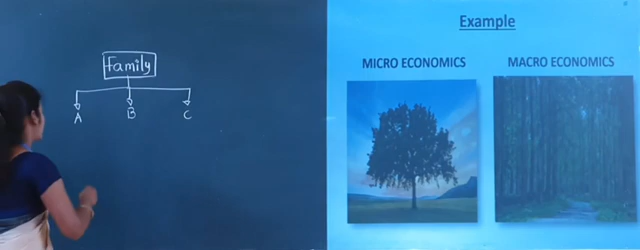 Family
A B C
Example
MICRO ECONOMICS
MACRO ECONOMICS